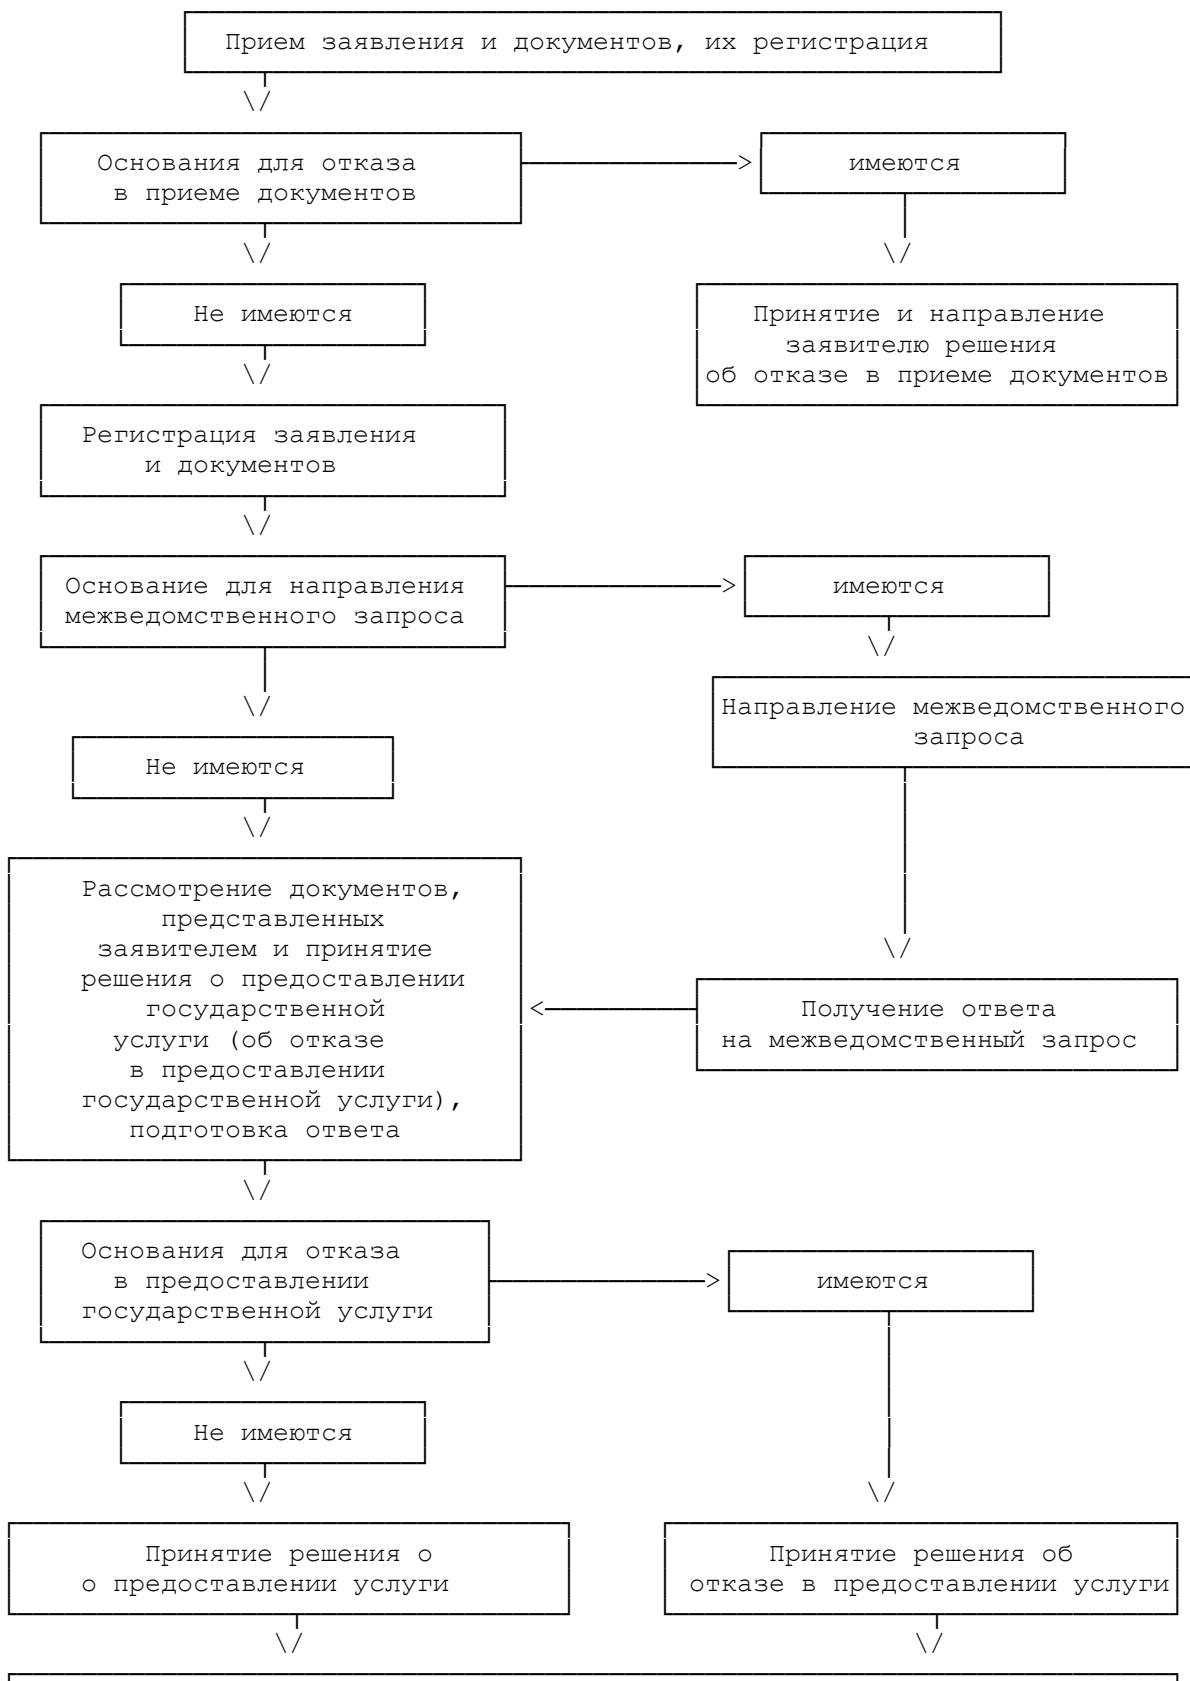 Прием заявления и документов, их регистрация
Основания для отказа
в приеме документов
имеются
Не имеются
Принятие и направление
заявителю решения
об отказе в приеме документов
Регистрация заявления
и документов
Основание для направления
межведомственного запроса
имеются
Направление межведомственного
запроса
Не имеются
Рассмотрение документов,
представленных
заявителем и принятие
решения о предоставлении
государственной
услуги (об отказе
в предоставлении
государственной услуги),
подготовка ответа
Получение ответа
на межведомственный запрос
Основания для отказа
в предоставлении
государственной услуги
имеются
Не имеются
Принятие решения о
о предоставлении услуги
Принятие решения об
отказе в предоставлении услуги